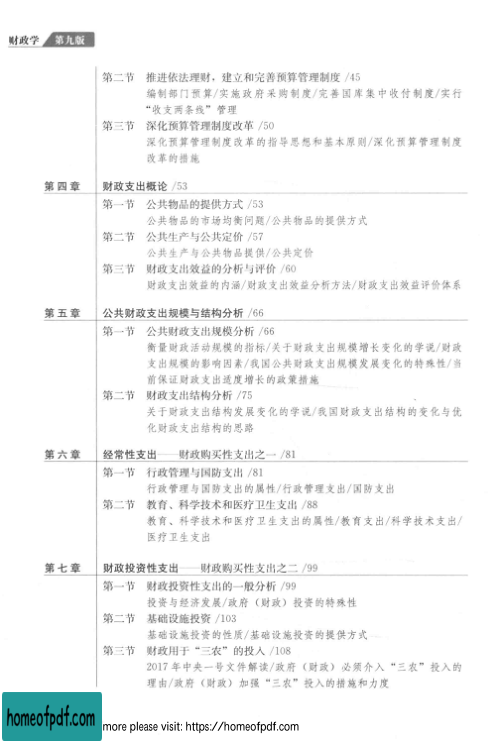 财政学 第九版
第二节 推进依法理财，建立和完善预算管理制度 /45
编制部门预算/实施政府采购制度/完善国库集中收付制度/实行
“收支两条线”管理
第三节 深化预算管理制度改革 /50
深化预算管理制度改革的指导思想和基本原则/深化预算管理制度
改革的措施
第四章 财政支出概论 /53
第一节 公共物品的提供方式 /53
公共物品的市场均衡问题/公共物品的提供方式
第二节 公共生产与公共定价 /57
公共生产与公共物品提供/公共定价
第三节 财政支出效益的分析与评价 /60
财政支出效益的内涵/财政支出效益分析方法/财政支出效益评价体系
第五章 公共财政支出规模与结构分析 /66
第一节 公共财政支出规模分析 /66
衡量财政活动规模的指标/关于财政支出规模增长变化的学说/财政
支出规模的影响因素/我国公共财政支出规模发展变化的特殊性/当
前保证财政支出适度增长的政策措施
第二节 财政支出结构分析 /75
关于财政支出结构发展变化的学说/我国财政支出结构的变化与优
化财政支出结构的思路
第六章 经常性支出——财政购买性支出之一 /81
第一节 行政管理与国防支出 /81
行政管理与国防支出的属性/行政管理支出/国防支出
第二节 教育、科学技术和医疗卫生支出 /88
教育、科学技术和医疗卫生支出的属性/教育支出/科学技术支出/
医疗卫生支出
第七章 财政投资性支出——财政购买性支出之二 /99
第一节 财政投资性支出的一般分析 /99
投资与经济发展/政府（财政）投资的特殊性
第二节 基础设施投资 /103
基础设施投资的性质/基础设施投资的提供方式
第三节 财政用于“三农”的投入 /108
2017 年中央一号文件解读/政府（财政）必须介入“三农”投入的
理由/政府（财政）加强“三农”投入的措施和力度
homeofpdf.com
more please visit: https://homeofpdf.com